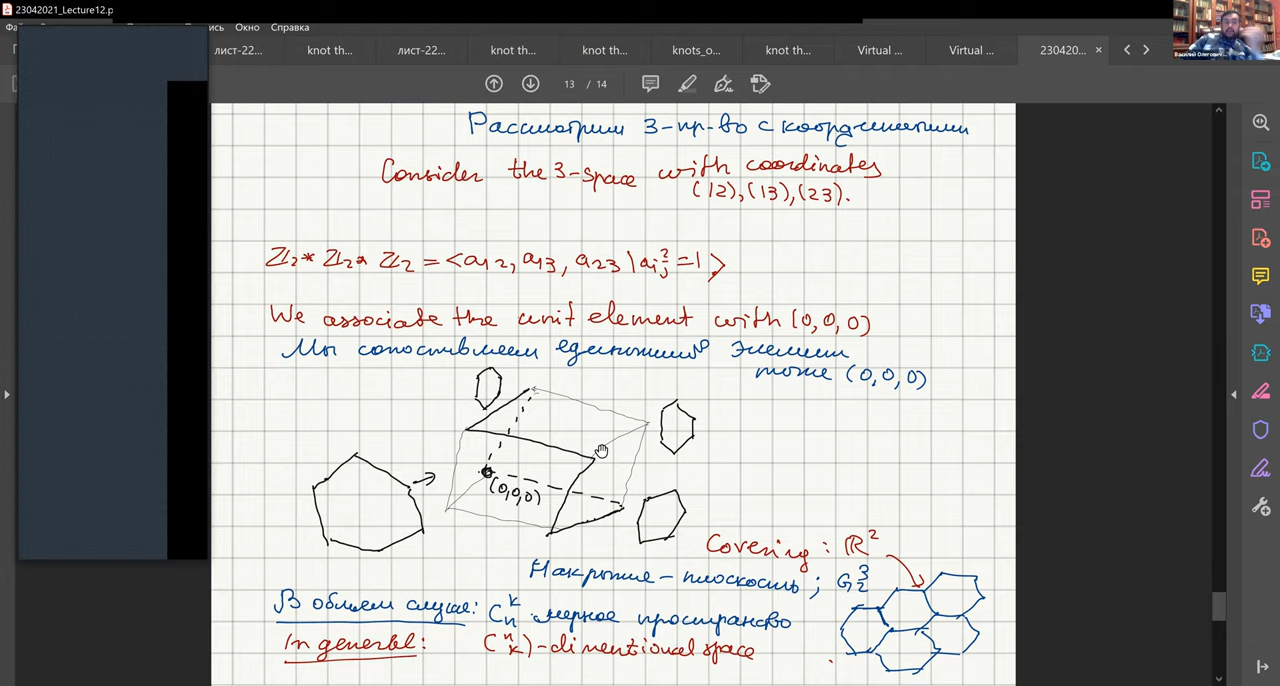 23042021_Lecture12.p
Окно Справка
лист-22... knot th... лист-22... knot th... knot th... knots_o... knot th... Virtual ... Virtual ... 230420... ×
13 / 14
Рассмотрим 3-пр-во с координатами
Consider the 3-space with coordinates
(12), (13), (23).
ℤ₂ * ℤ₂ * ℤ₂ = <a₁₂, a₁₃, a₂₃ | aᵢⱼ² = 1>
We associate the unit element with (0,0,0)
Мы сопоставляем единичный элемент
точке (0,0,0)
(0,0,0)
Covering: ℝ²
Накрытие - плоскость; G₂³
В общем случае: Cₙᵏ-мерное пространство
In general: (ⁿₖ)-dimentional space